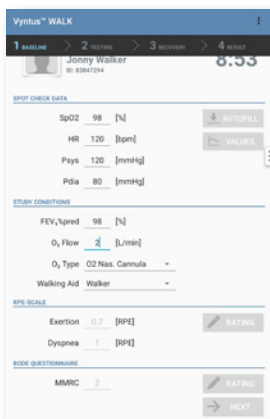 Vyntus™ WALK
1 BASELINE > 2 TESTING > 3 RECOVERY > 4 RESULT
Jonny Walker
8:53
ID: 83847294
SPOT CHECK DATA
SpO2 98 [%] AUTOFILL
HR 120 [bpm] VALUES
Psys 120 [mmHg]
Pdia 80 [mmHg]
STUDY CONDITIONS
FEV₁%pred 98 [%]
O₂ Flow 2 [L/min]
O₂ Type O2 Nas. Cannula
Walking Aid Walker
RPE-SCALE
Exertion 0.7 [RPE] RATING
Dyspnea 1 [RPE]
BODE QUESTIONNAIRE
MMRC 2 RATING
NEXT